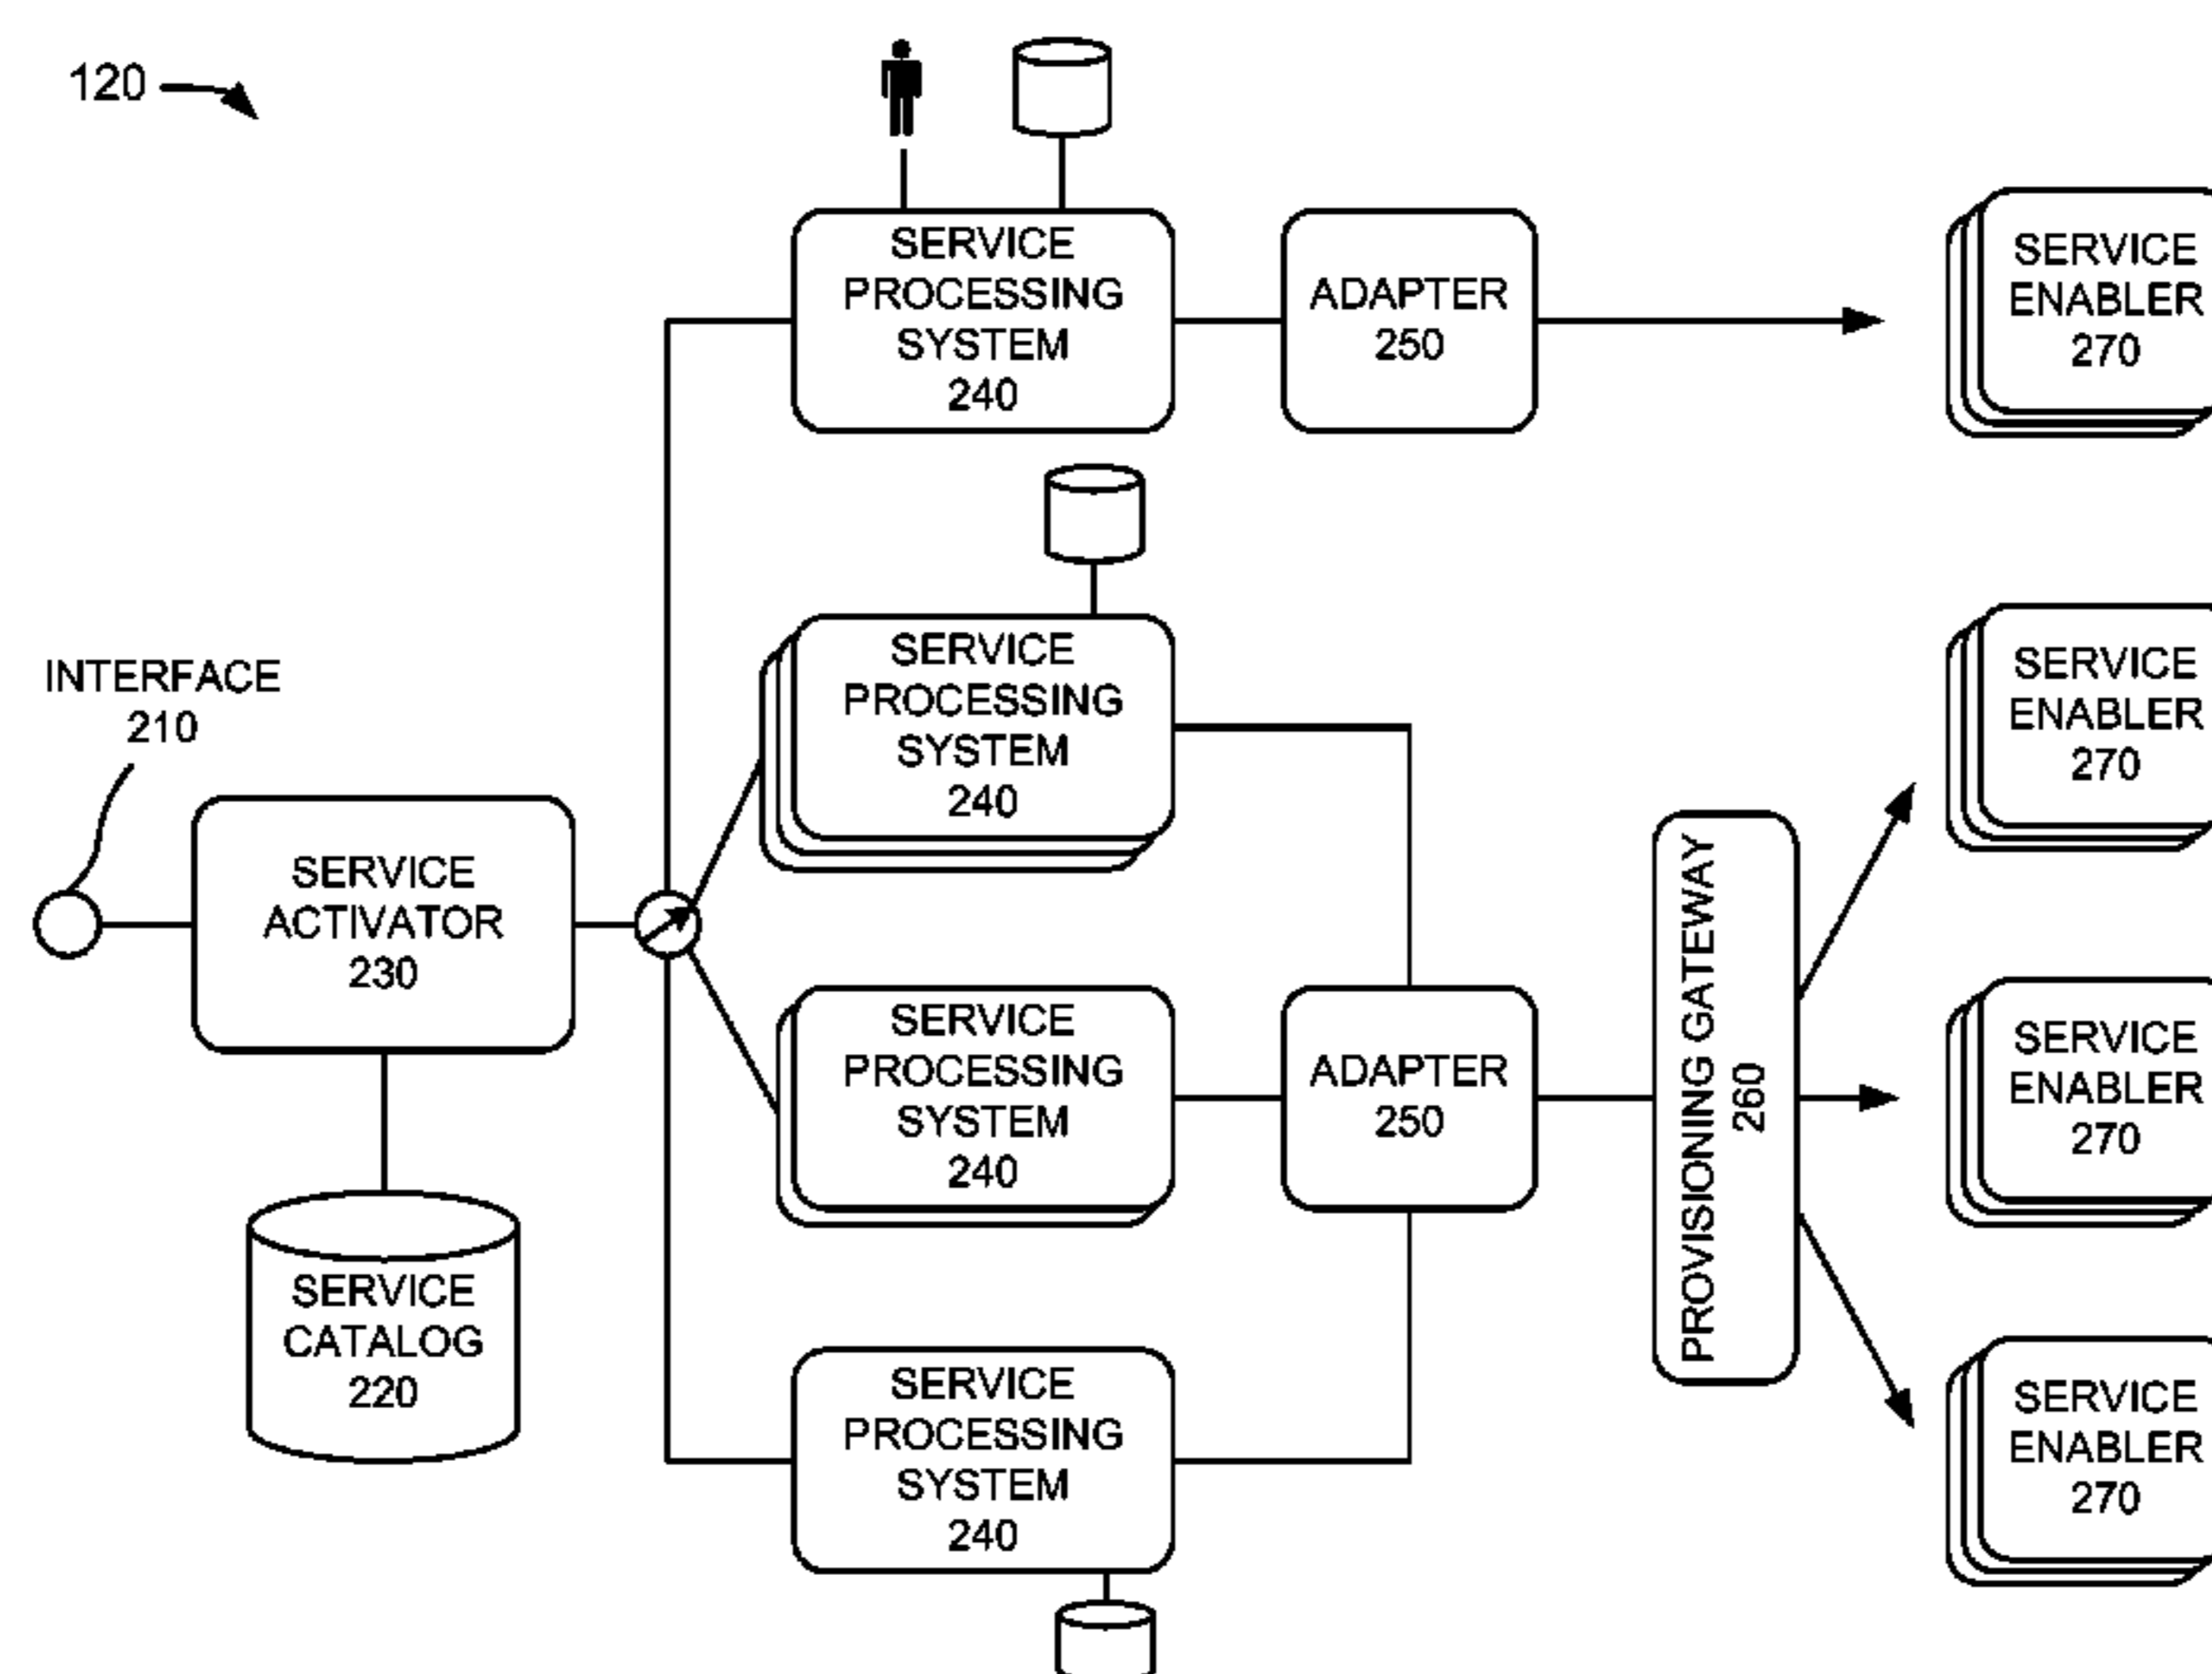 120
SERVICE
PROCESSING
SYSTEM
240
ADAPTER
250
SERVICE
ENABLER
270
INTERFACE
210
SERVICE
ACTIVATOR
230
SERVICE
CATALOG
220
SERVICE
PROCESSING
SYSTEM
240
SERVICE
PROCESSING
SYSTEM
240
SERVICE
PROCESSING
SYSTEM
240
ADAPTER
250
PROVISIONING GATEWAY
260
SERVICE
ENABLER
270
SERVICE
ENABLER
270
SERVICE
ENABLER
270